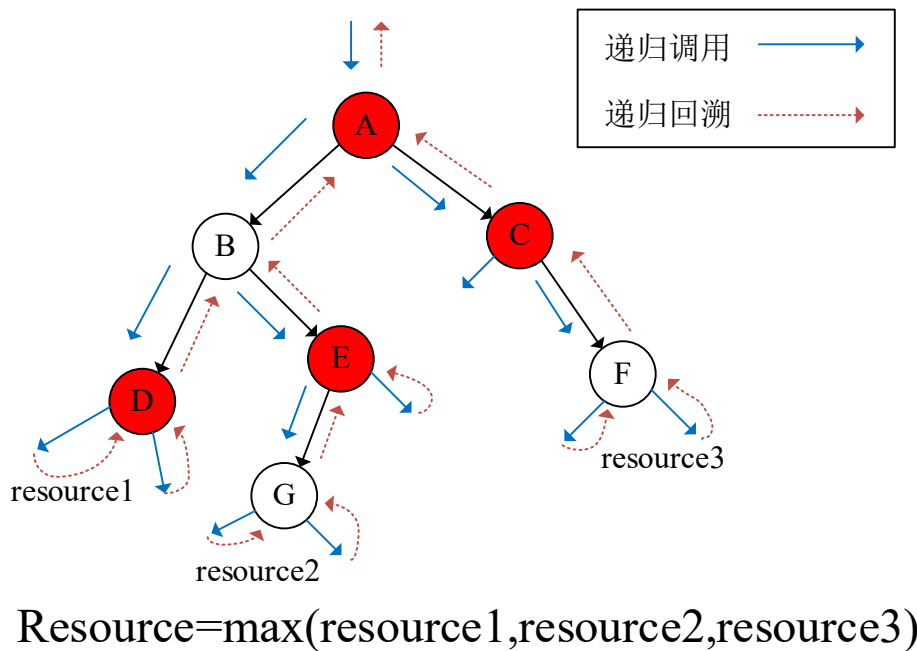 递归调用
递归回溯
A
B
C
D
E
F
G
resource1
resource2
resource3
Resource=max(resource1,resource2,resource3)